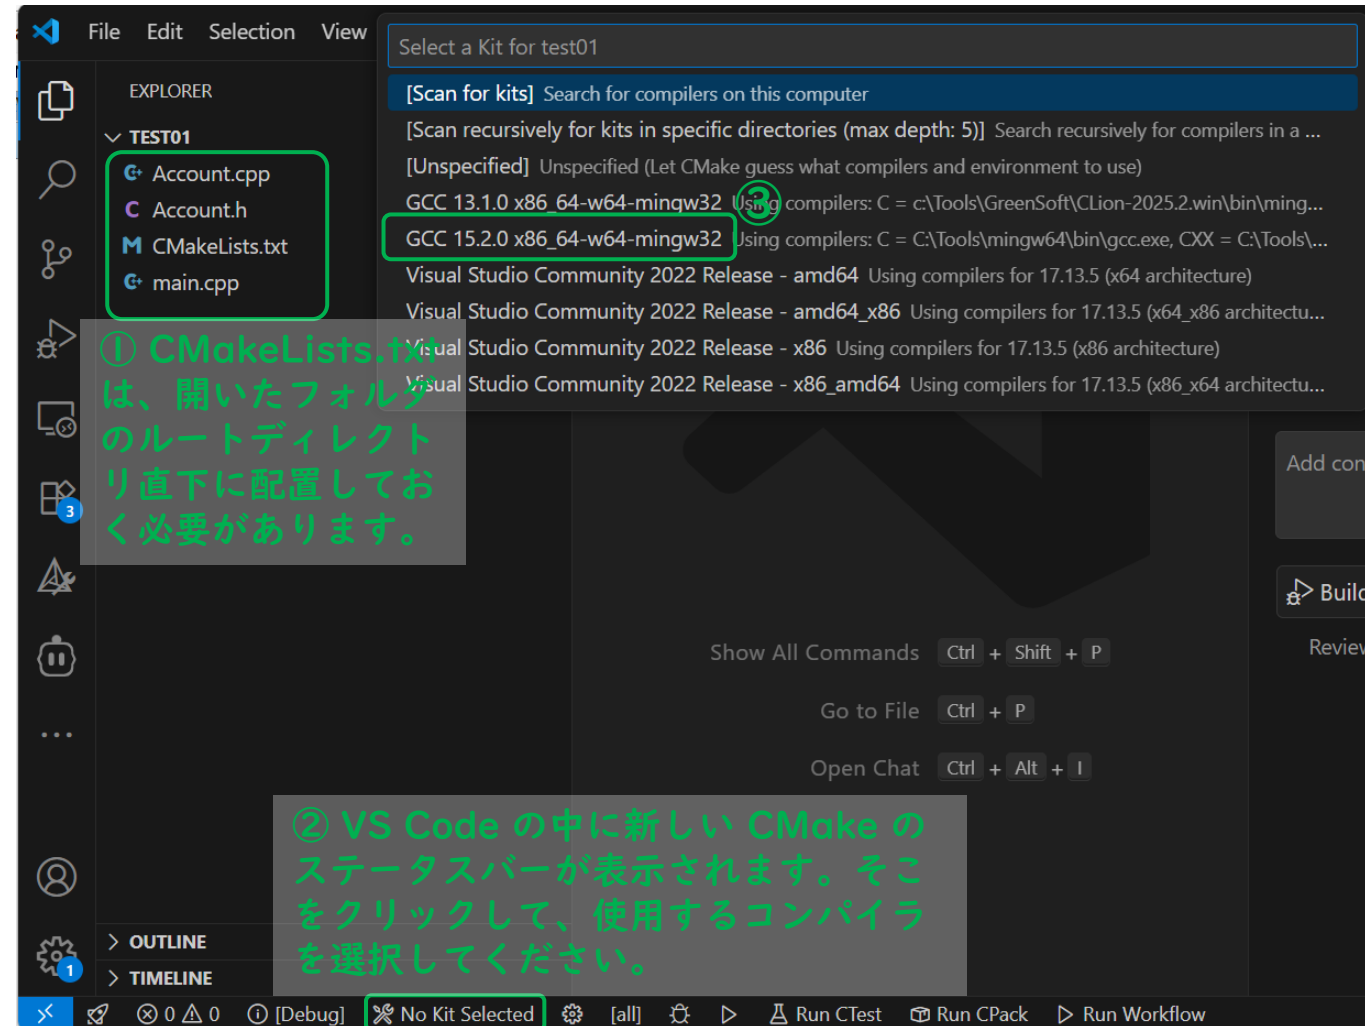 File Edit Selection View
Select a Kit for test01
[Scan for kits] Search for compilers on this computer
[Scan recursively for kits in specific directories (max depth: 5)] Search recursively for compilers in a ...
[Unspecified] Unspecified (Let CMake guess what compilers and environment to use)
GCC 13.1.0 x86_64-w64-mingw32 Using compilers: C = c:\Tools\GreenSoft\CLion-2025.2.win\bin\ming...
③
GCC 15.2.0 x86_64-w64-mingw32 Using compilers: C = C:\Tools\mingw64\bin\gcc.exe, CXX = C:\Tools\...
Visual Studio Community 2022 Release - amd64 Using compilers for 17.13.5 (x64 architecture)
Visual Studio Community 2022 Release - amd64_x86 Using compilers for 17.13.5 (x64_x86 architectu...
Visual Studio Community 2022 Release - x86 Using compilers for 17.13.5 (x86 architecture)
Visual Studio Community 2022 Release - x86_amd64 Using compilers for 17.13.5 (x86_x64 architectu...
EXPLORER
TEST01
Account.cpp
C Account.h
M CMakeLists.txt
main.cpp
① CMakeLists.txt
は、開いたフォルダ
のルートディレクト
リ直下に配置してお
く必要があります。
3
Add con
Build
Review
Show All Commands Ctrl + Shift + P
Go to File Ctrl + P
Open Chat Ctrl + Alt + I
② VS Code の中に新しい CMake の
ステータスバーが表示されます。そこ
をクリックして、使用するコンパイラ
を選択してください。
OUTLINE
TIMELINE
1
0 0 [Debug] No Kit Selected [all] Run CTest Run CPack Run Workflow